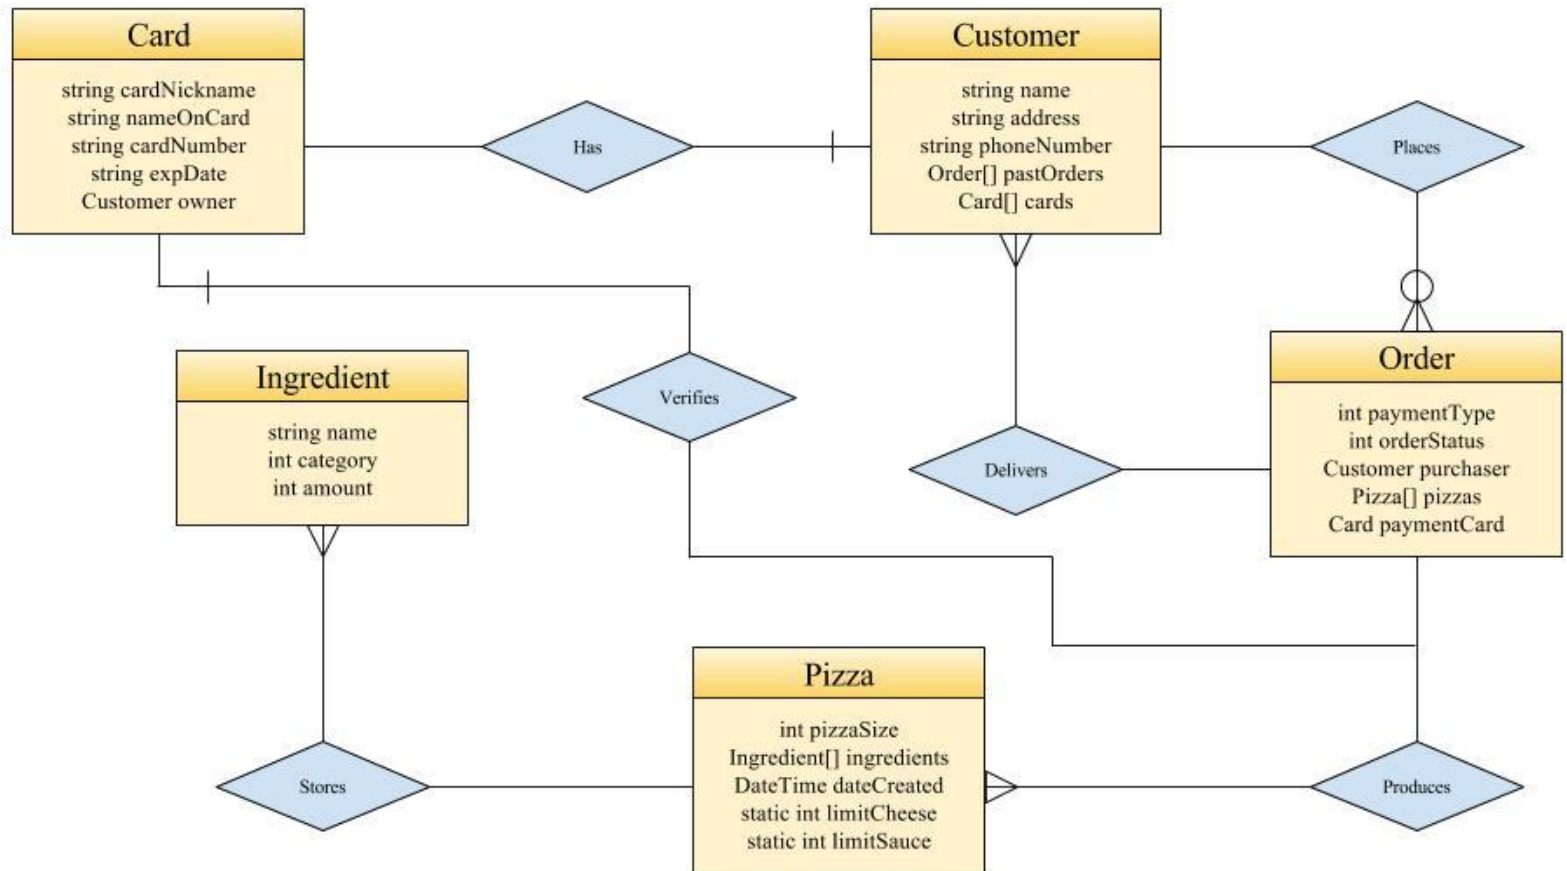 Card
string cardNickname
string nameOnCard
string cardNumber
string expDate
Customer owner
Has
Customer
string name
string address
string phoneNumber
Order[] pastOrders
Card[] cards
Places
Ingredient
string name
int category
int amount
Verifies
Delivers
Order
int paymentType
int orderStatus
Customer purchaser
Pizza[] pizzas
Card paymentCard
Stores
Pizza
int pizzaSize
Ingredient[] ingredients
DateTime dateCreated
static int limitCheese
static int limitSauce
Produces